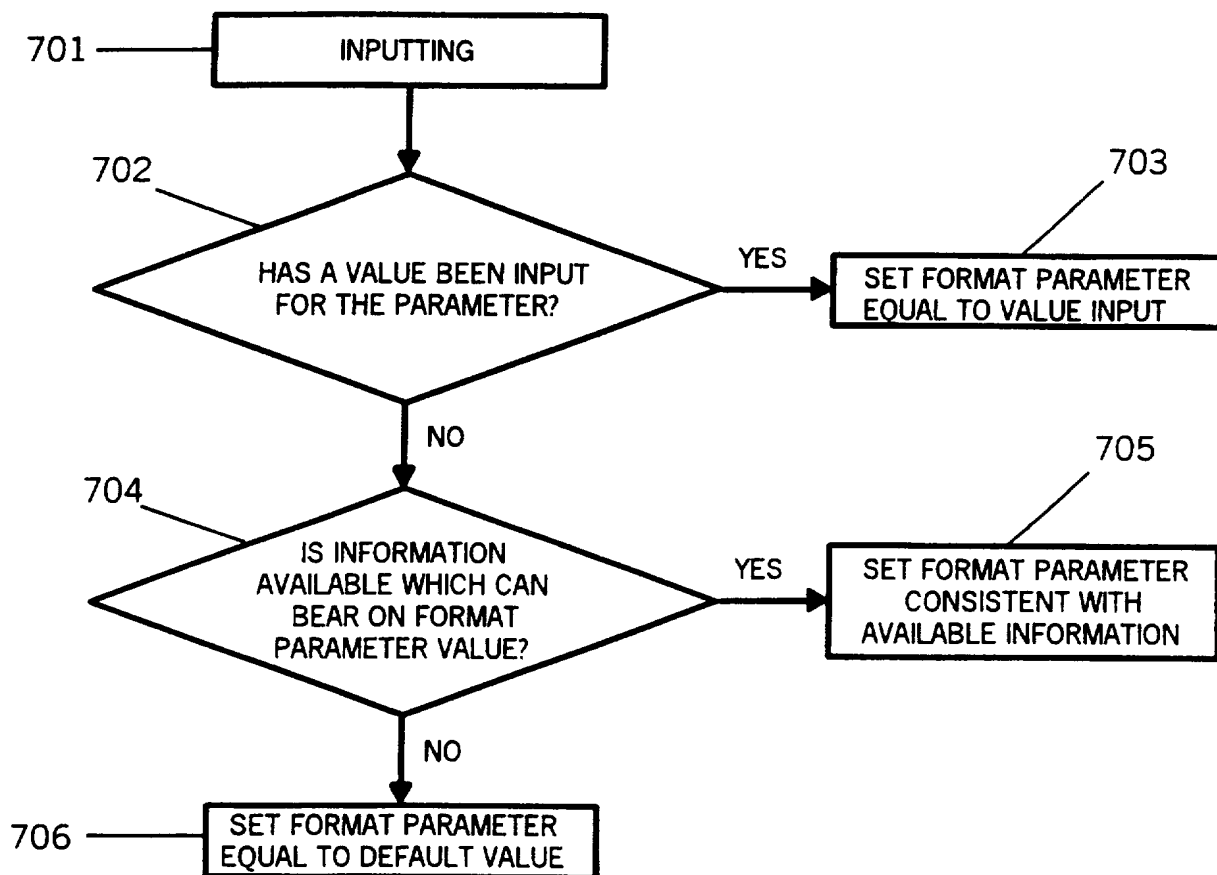 701
INPUTTING
702
703
HAS A VALUE BEEN INPUT
FOR THE PARAMETER?
YES
SET FORMAT PARAMETER
EQUAL TO VALUE INPUT
NO
704
705
IS INFORMATION
AVAILABLE WHICH CAN
BEAR ON FORMAT
PARAMETER VALUE?
YES
SET FORMAT PARAMETER
CONSISTENT WITH
AVAILABLE INFORMATION
NO
706
SET FORMAT PARAMETER
EQUAL TO DEFAULT VALUE